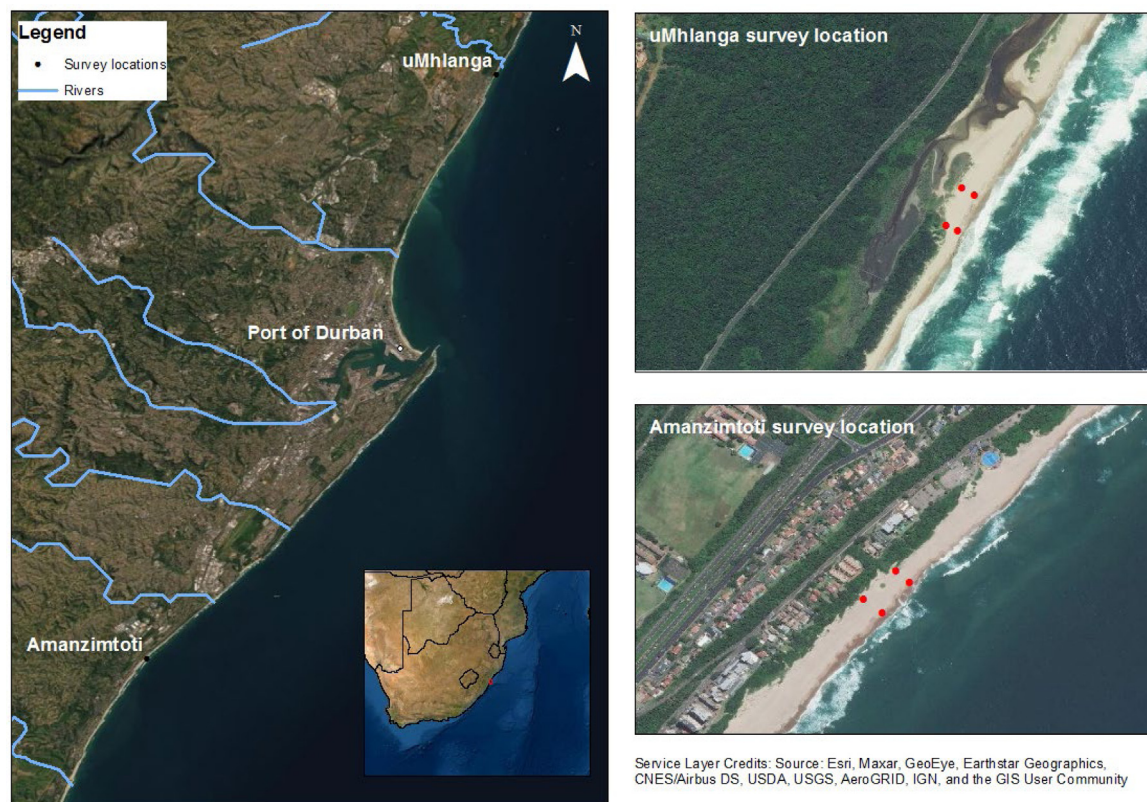 Legend
Survey locations
Rivers
uMhlanga
N
Port of Durban
Amanzimtoti
uMhlanga survey location
Amanzimtoti survey location
Service Layer Credits: Source: Esri, Maxar, GeoEye, Earthstar Geographics,
CNES/Airbus DS, USDA, USGS, AeroGRID, IGN, and the GIS User Community